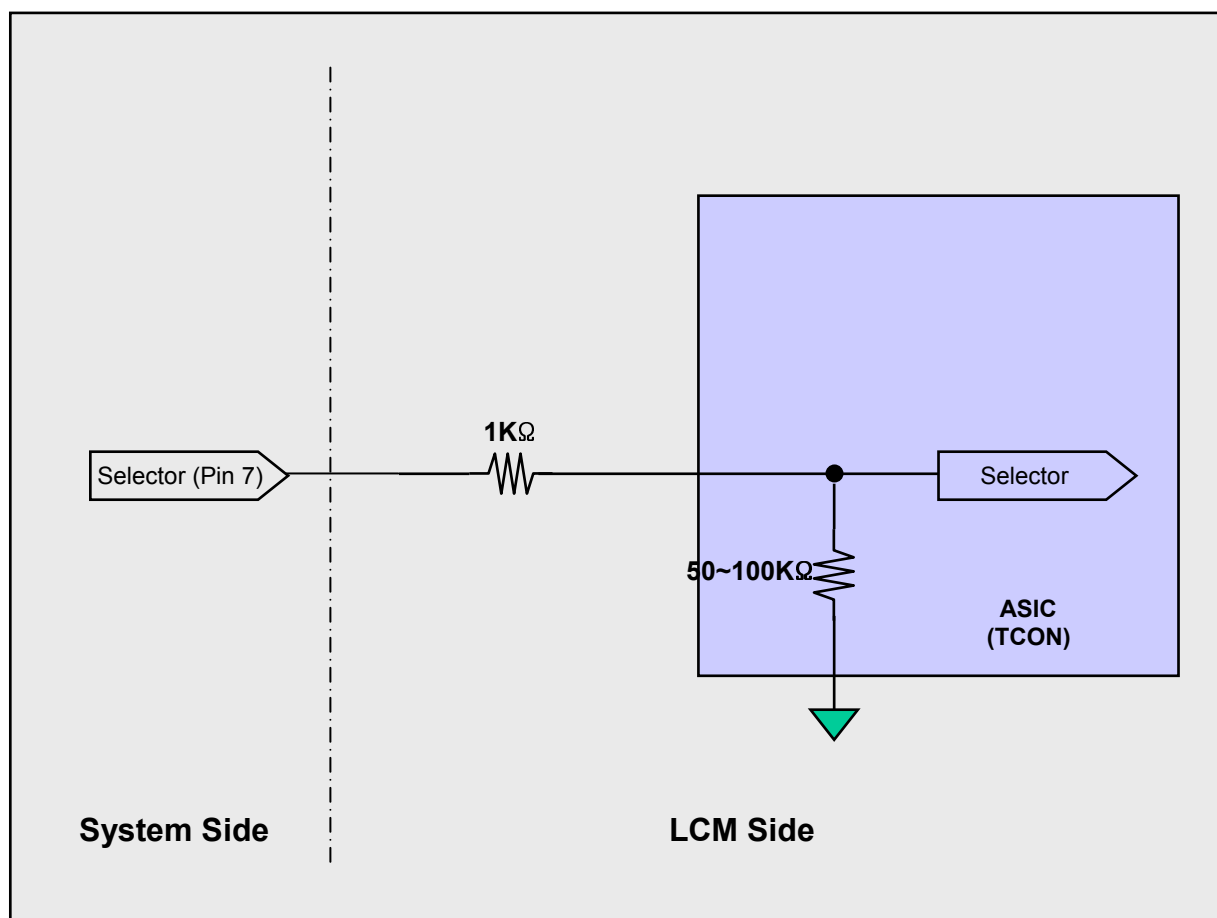 1KΩ
Selector (Pin 7)
Selector
50~100KΩ
ASIC
(TCON)
System Side
LCM Side